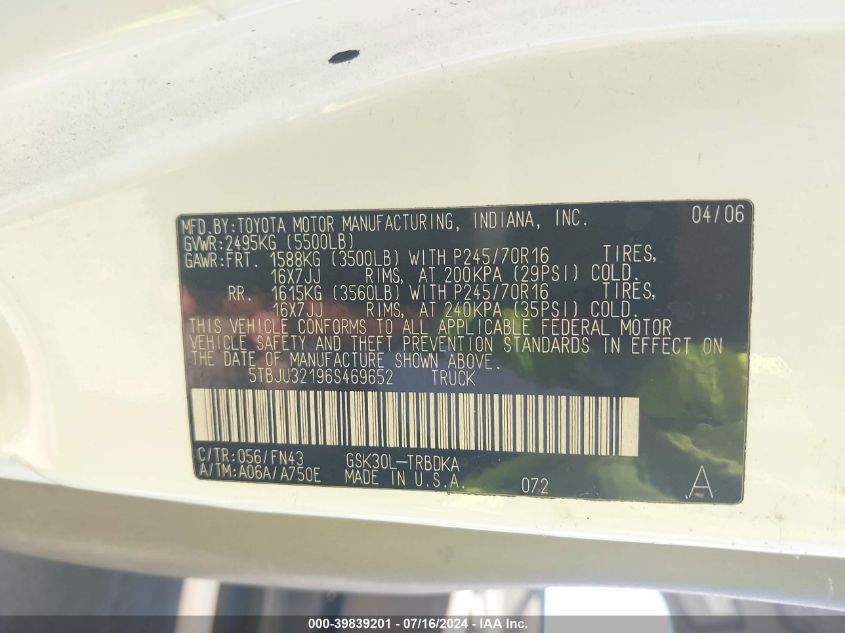 MFD.BY:TOYOTA MOTOR MANUFACTURING, INDIANA, INC. 04/06
GVWR:2495KG (5500LB)
GAWR:FRT. 1588KG (3500LB) WITH P245/70R16 TIRES,
16X7JJ RIMS, AT 200KPA (29PSI) COLD.
RR. 1615KG (3560LB) WITH P245/70R16 TIRES,
16X7JJ RIMS, AT 240KPA (35PSI) COLD.
THIS VEHICLE CONFORMS TO ALL APPLICABLE FEDERAL MOTOR
VEHICLE SAFETY AND THEFT PREVENTION STANDARDS IN EFFECT ON
THE DATE OF MANUFACTURE SHOWN ABOVE.
5TBJU32196S469652 TRUCK
C/TR:056/FN43 GSK30L-TRBDKA
A/TM:A06A/A750E MADE IN U.S.A. 072 A
000-39839201 - 07/16/2024 - IAA Inc.